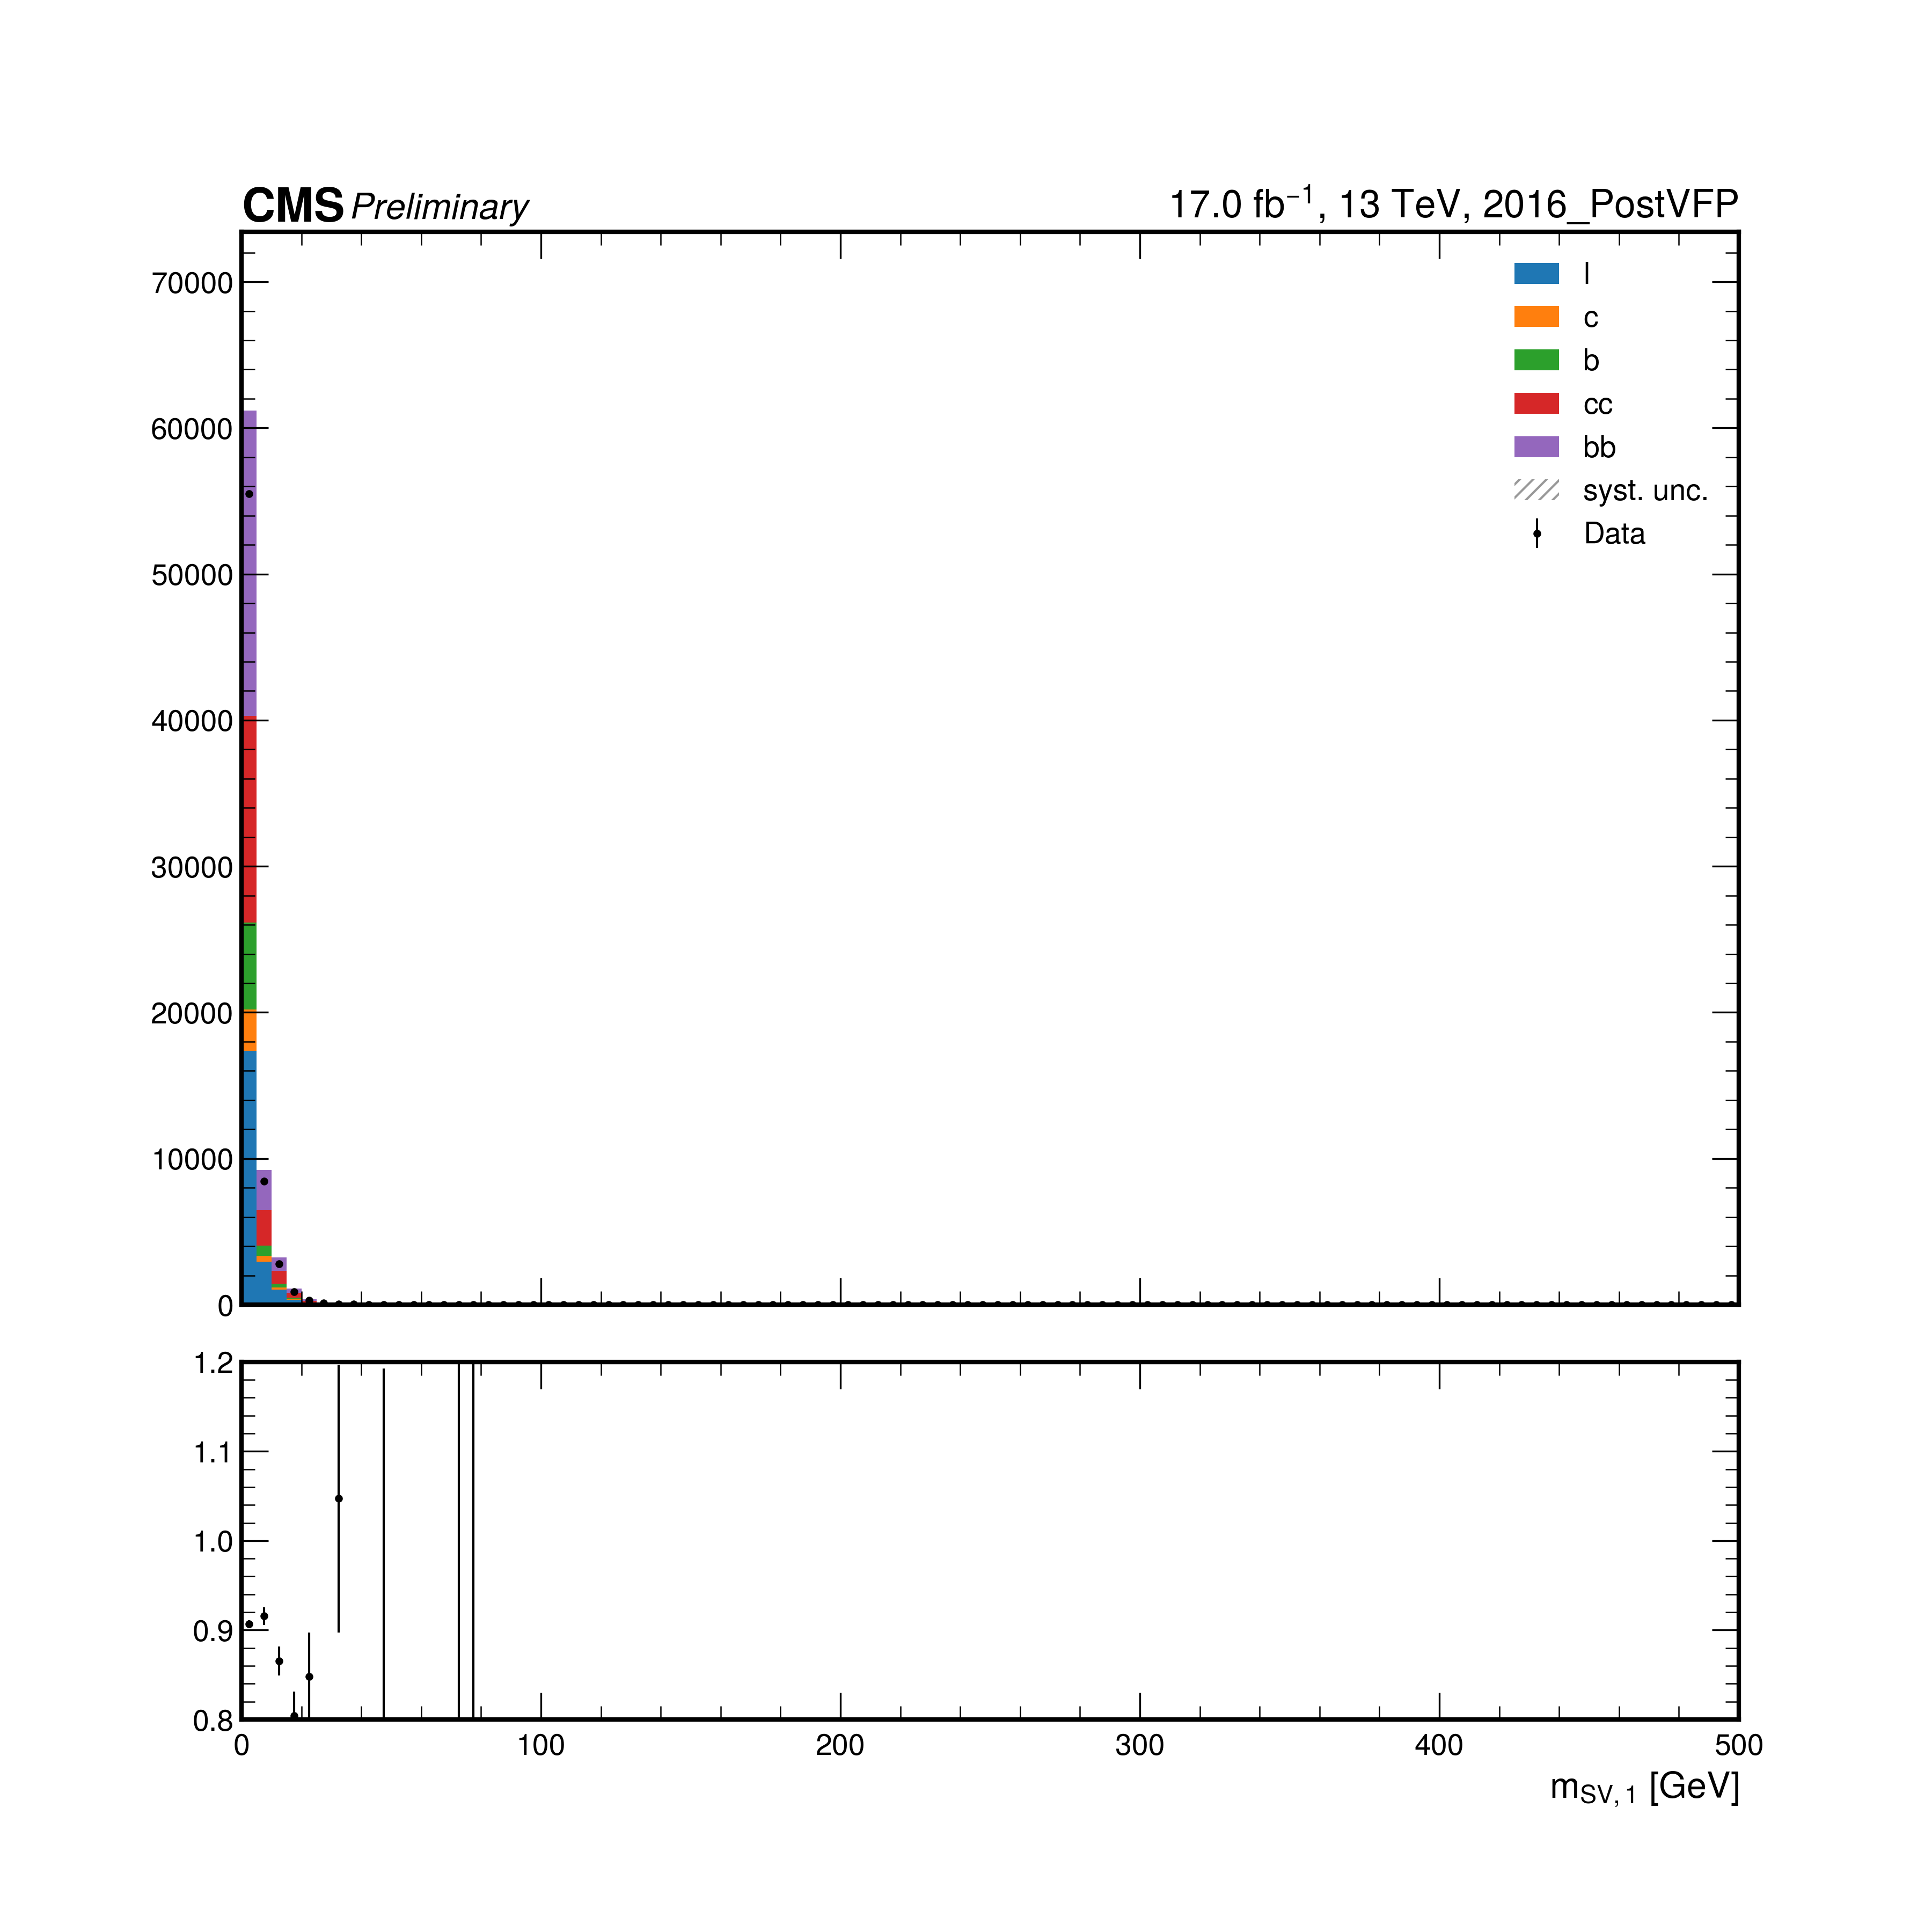 CMS Preliminary
17.0 fb⁻¹, 13 TeV, 2016_PostVFP
70000
60000
50000
40000
30000
20000
10000
0
l
c
b
cc
bb
syst. unc.
Data
1.2
1.1
1.0
0.9
0.8
0 100 200 300 400 500
m_SV, 1 [GeV]